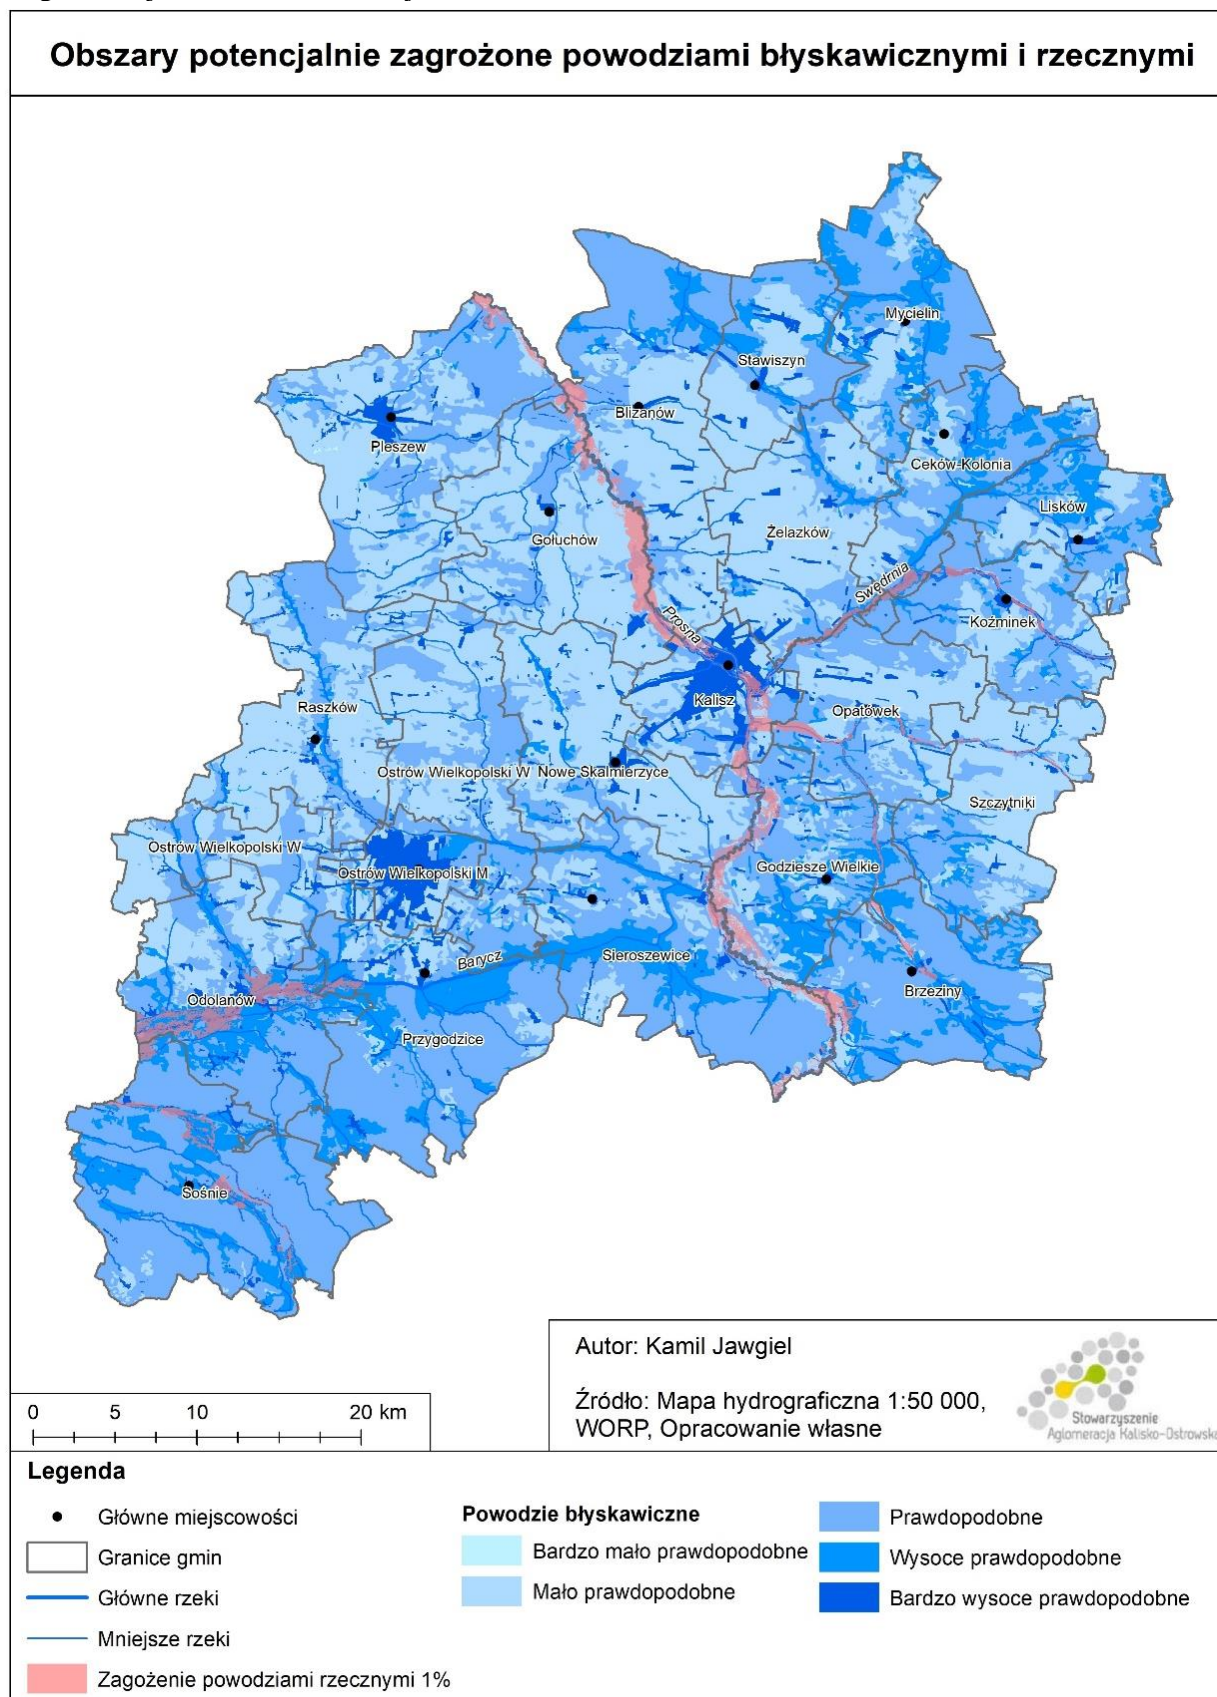 Obszary potencjalnie zagrożone powodziami błyskawicznymi i rzecznymi
Mycielin
Stawiszyn
Blizanów
Pleszew
Ceków-Kolonia
Lisków
Gołuchów
Żelazków
Swędrnia
Prosna
Koźminek
Kalisz
Opatówek
Raszków
Ostrów Wielkopolski W
Nowe Skalmierzyce
Szczytniki
Ostrów Wielkopolski W
Ostrów Wielkopolski M
Godziesze Wielkie
Barycz
Sieroszewice
Brzeziny
Odolanów
Przygodzice
Sośnie
Autor: Kamil Jawgiel
Źródło: Mapa hydrograficzna 1:50 000,
WORP, Opracowanie własne
Stowarzyszenie
Aglomeracja Kalisko-Ostrowska
0 5 10 20 km
Legenda
Główne miejscowości
Granice gmin
Główne rzeki
Mniejsze rzeki
Zagożenie powodziami rzecznymi 1%
Powodzie błyskawiczne
Bardzo mało prawdopodobne
Mało prawdopodobne
Prawdopodobne
Wysoce prawdopodobne
Bardzo wysoce prawdopodobne